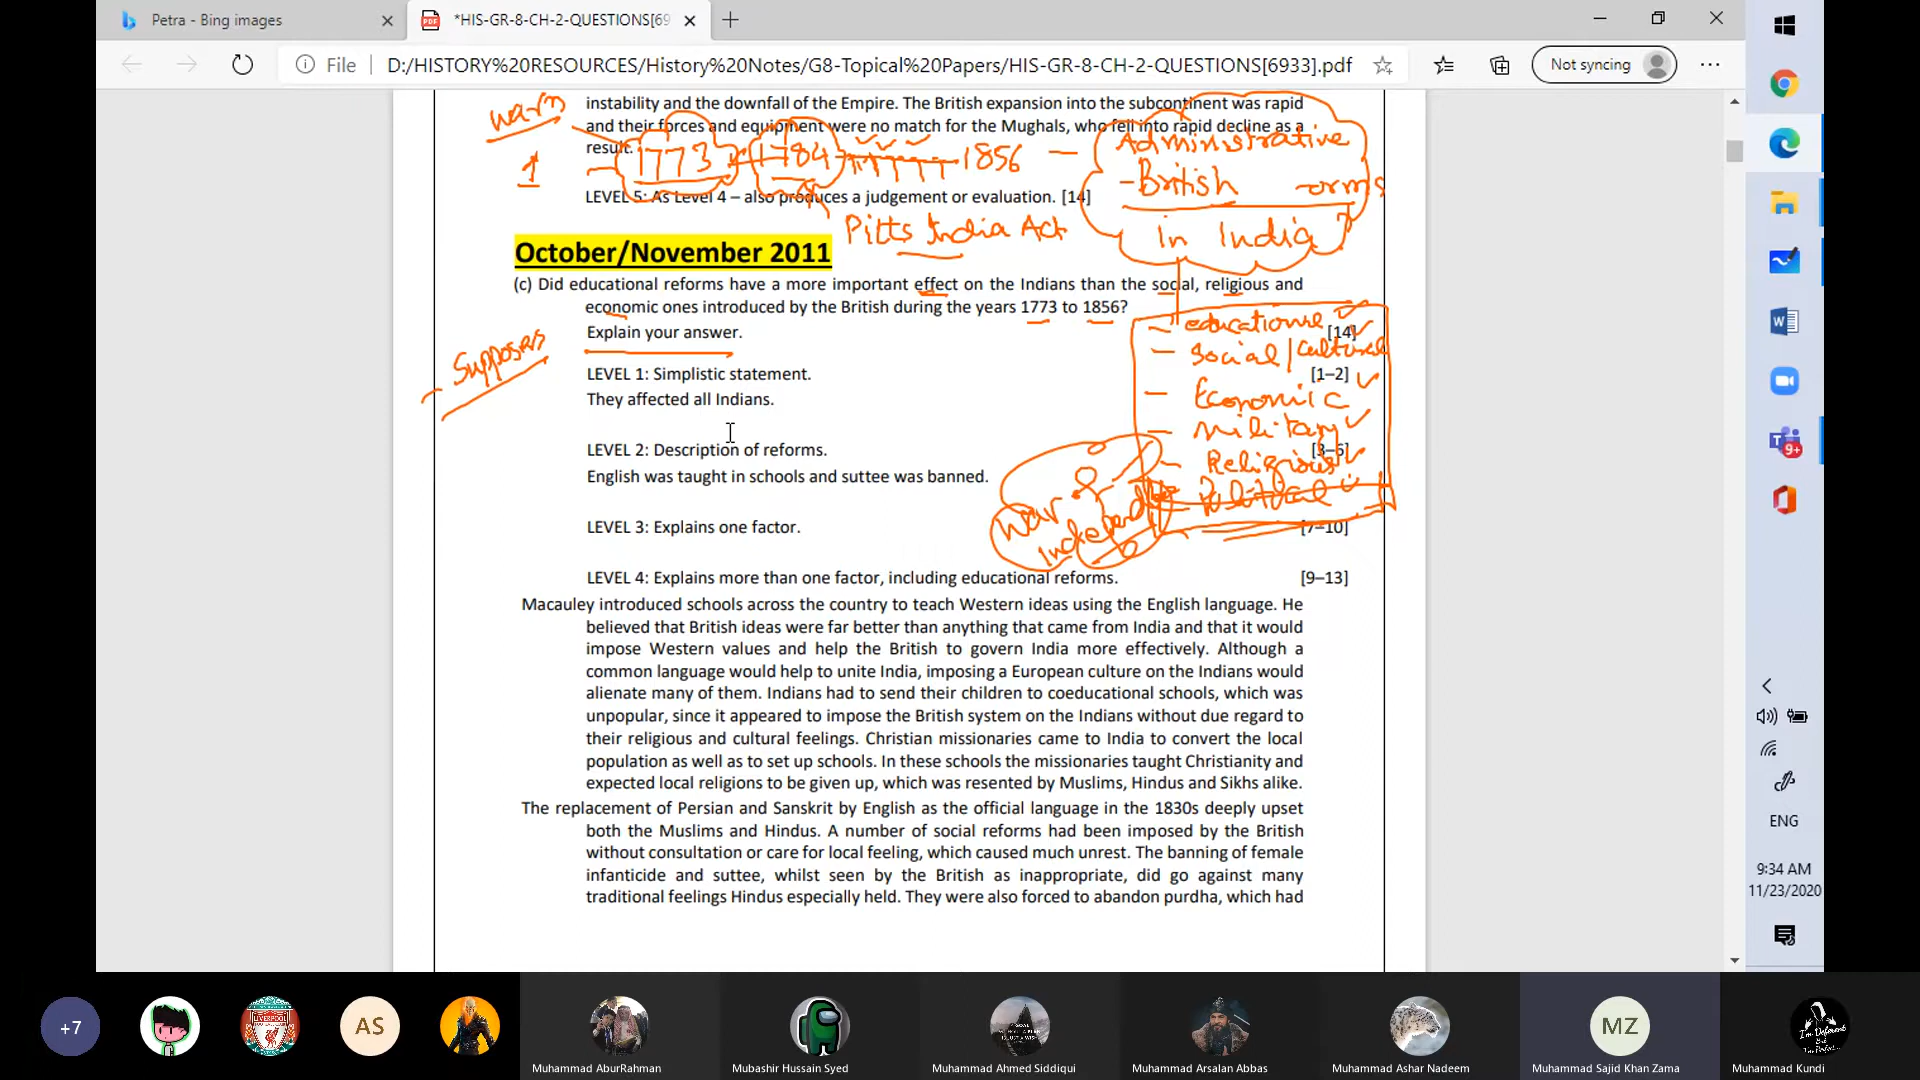 Petra - Bing images
*HIS-GR-8-CH-2-QUESTIONS[69
File
D:/HISTORY%20RESOURCES/History%20Notes/G8-Topical%20Papers/HIS-GR-8-CH-2-QUESTIONS[6933].pdf
Not syncing
instability and the downfall of the Empire. The British expansion into the subcontinent was rapid
and their forces and equipment were no match for the Mughals, who fell into rapid decline as a
result.
1
1773
1784
1856
Administrative
-British
-orms
in India
LEVEL 5: As Level 4 – also produces a judgement or evaluation. [14]
Pitts India Act
October/November 2011
(c) Did educational reforms have a more important effect on the Indians than the social, religious and
economic ones introduced by the British during the years 1773 to 1856?
Explain your answer. [14]
Supposers
- educational
- Social/Cultural
- Economic
- Military
- Religious
- Political
War of
Independence
LEVEL 1: Simplistic statement. [1–2]
They affected all Indians.
LEVEL 2: Description of reforms. [3–6]
English was taught in schools and suttee was banned.
LEVEL 3: Explains one factor. [7–10]
LEVEL 4: Explains more than one factor, including educational reforms. [9–13]
Macauley introduced schools across the country to teach Western ideas using the English language. He
believed that British ideas were far better than anything that came from India and that it would
impose Western values and help the British to govern India more effectively. Although a
common language would help to unite India, imposing a European culture on the Indians would
alienate many of them. Indians had to send their children to coeducational schools, which was
unpopular, since it appeared to impose the British system on the Indians without due regard to
their religious and cultural feelings. Christian missionaries came to India to convert the local
population as well as to set up schools. In these schools the missionaries taught Christianity and
expected local religions to be given up, which was resented by Muslims, Hindus and Sikhs alike.
The replacement of Persian and Sanskrit by English as the official language in the 1830s deeply upset
both the Muslims and Hindus. A number of social reforms had been imposed by the British
without consultation or care for local feeling, which caused much unrest. The banning of female
infanticide and suttee, whilst seen by the British as inappropriate, did go against many
traditional feelings Hindus especially held. They were also forced to abandon purdha, which had
9+
ENG
9:34 AM
11/23/2020
+7
LIVERPOOL
AS
MZ
Muhammad AburRahman
Mubashir Hussain Syed
Muhammad Ahmed Siddiqui
Muhammad Arsalan Abbas
Muhammad Ashar Nadeem
Muhammad Sajid Khan Zama
Muhammad Kundi